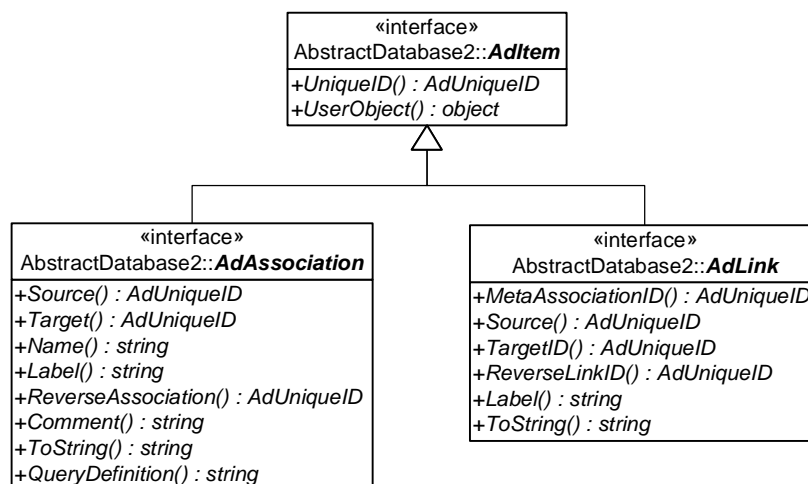 «interface»
AbstractDatabase2::AdItem
+UniqueID() : AdUniqueID
+UserObject() : object
«interface»
AbstractDatabase2::AdAssociation
+Source() : AdUniqueID
+Target() : AdUniqueID
+Name() : string
+Label() : string
+ReverseAssociation() : AdUniqueID
+Comment() : string
+ToString() : string
+QueryDefinition() : string
«interface»
AbstractDatabase2::AdLink
+MetaAssociationID() : AdUniqueID
+Source() : AdUniqueID
+TargetID() : AdUniqueID
+ReverseLinkID() : AdUniqueID
+Label() : string
+ToString() : string